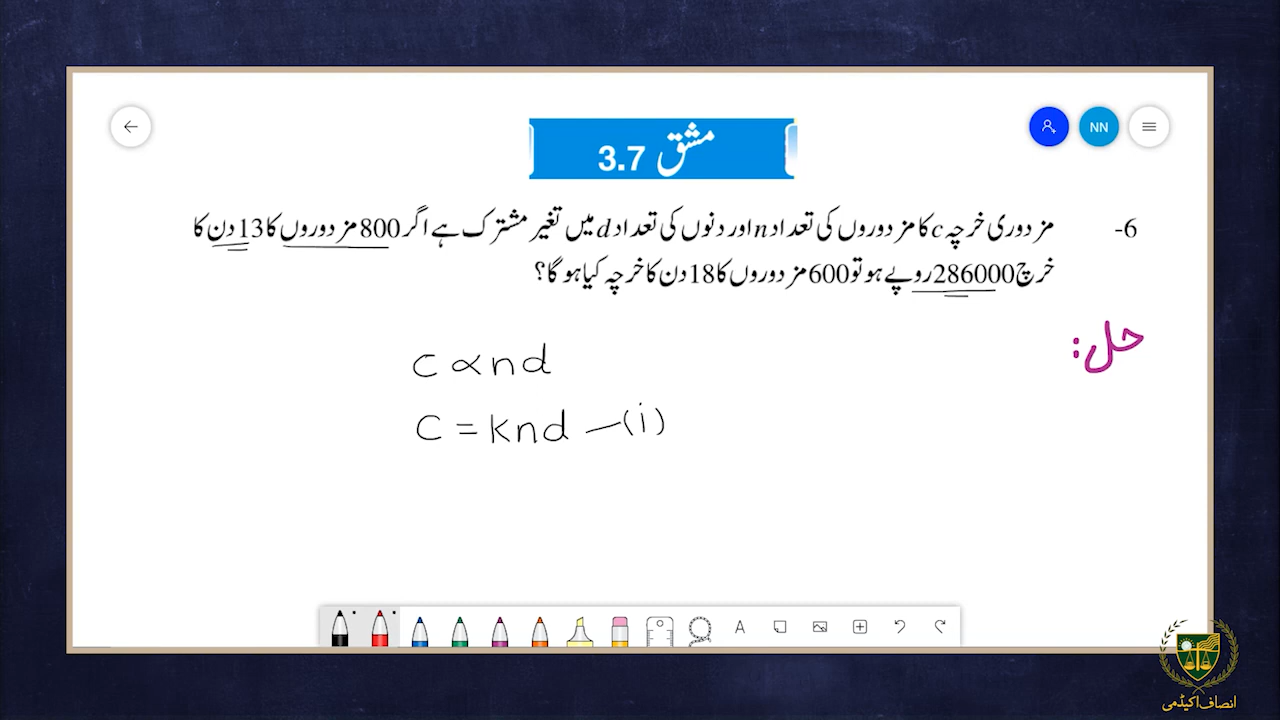 NN
مشق 3.7
6- مزدوری خرچہ c کا مزدوروں کی تعداد n اور دنوں کی تعداد d میں تغیر مشترک ہے اگر 800 مزدوروں کا 13 دن کا
خرچ 286000 روپے ہو تو 600 مزدوروں کا 18 دن کا خرچہ کیا ہوگا؟
حل:
c ∝ nd
c = knd —(i)
A
انصاف اکیڈمی